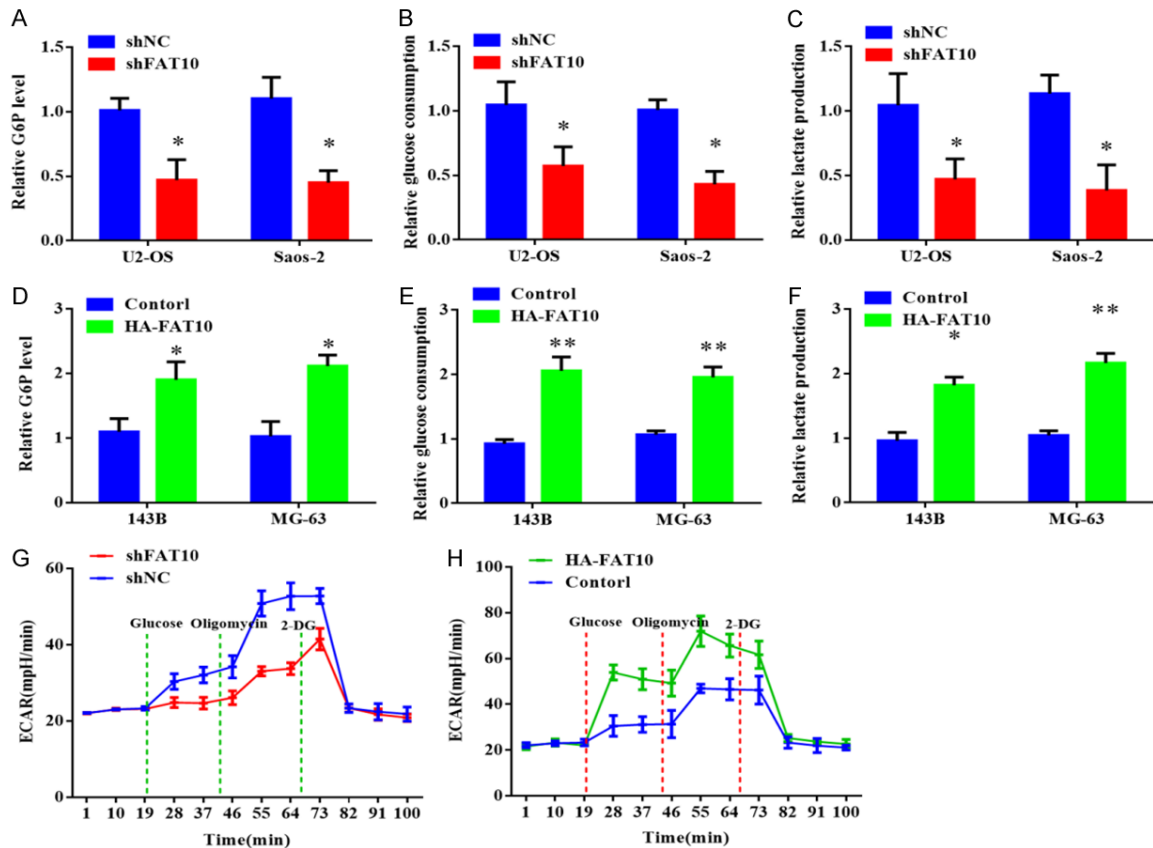 A
shNC
shFAT10
Relative G6P level
1.5
1.0
0.5
0.0
*
*
U2-OS Saos-2
B
shNC
shFAT10
Relative glucose consumption
1.5
1.0
0.5
0.0
*
*
U2-OS Saos-2
C
shNC
shFAT10
Relative lactate production
1.5
1.0
0.5
0.0
*
*
U2-OS Saos-2
D
Contorl
HA-FAT10
Relative G6P level
3
2
1
0
*
*
143B MG-63
E
Control
HA-FAT10
Relative glucose consumption
3
2
1
0
**
**
143B MG-63
F
Control
HA-FAT10
Relative lactate production
3
2
1
0
*
**
143B MG-63
G
shFAT10
shNC
ECAR(mpH/min)
60
40
20
0
Glucose Oligomycin 2-DG
1 10 19 28 37 46 55 64 73 82 91 100
Time(min)
H
HA-FAT10
Contorl
ECAR(mpH/min)
100
80
60
40
20
0
Glucose Oligomycin 2-DG
1 10 19 28 37 46 55 64 73 82 91 100
Time(min)